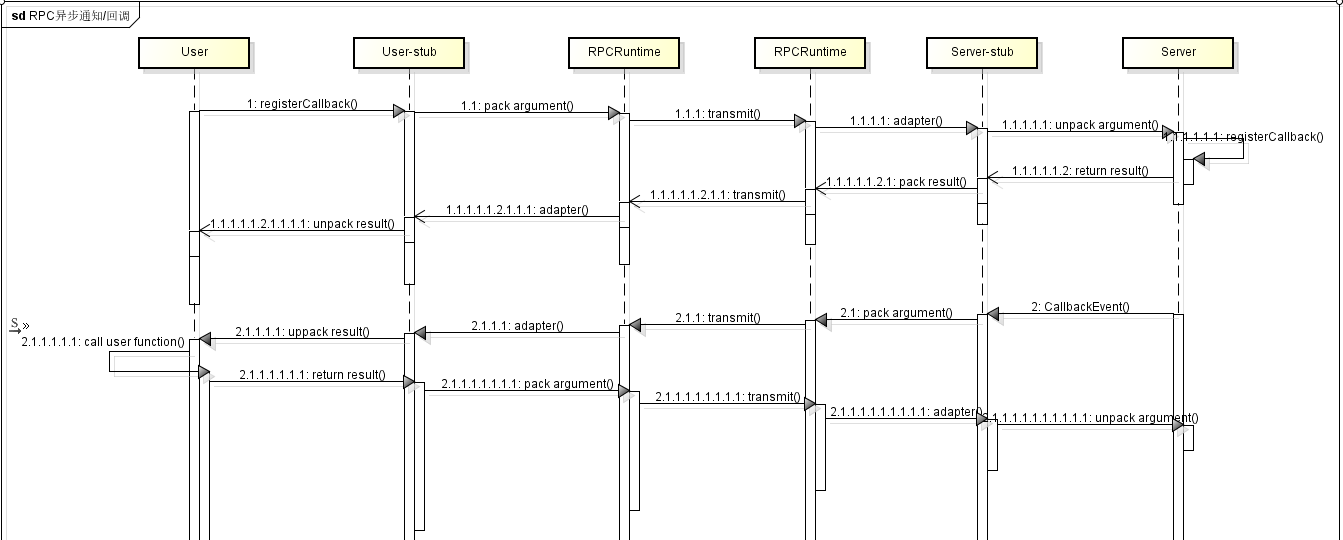 sd RPC异步通知/回调
User
User-stub
RPCRuntime
RPCRuntime
Server-stub
Server
1: registerCallback()
1.1: pack argument()
1.1.1: transmit()
1.1.1.1: adapter()
1.1.1.1.1: unpack argument()
1.1.1.1.1.1: registerCallback()
1.1.1.1.1.2: return result()
1.1.1.1.1.2.1: pack result()
1.1.1.1.1.2.1.1: transmit()
1.1.1.1.1.2.1.1.1: adapter()
1.1.1.1.1.2.1.1.1.1: unpack result()
2: CallbackEvent()
2.1: pack argument()
2.1.1: transmit()
2.1.1.1: adapter()
2.1.1.1.1: uppack result()
S »
2.1.1.1.1.1: call user function()
2.1.1.1.1.1.1: return result()
2.1.1.1.1.1.1.1: pack argument()
2.1.1.1.1.1.1.1.1: transmit()
2.1.1.1.1.1.1.1.1.1: adapter()
2.1.1.1.1.1.1.1.1.1.1: unpack argument()